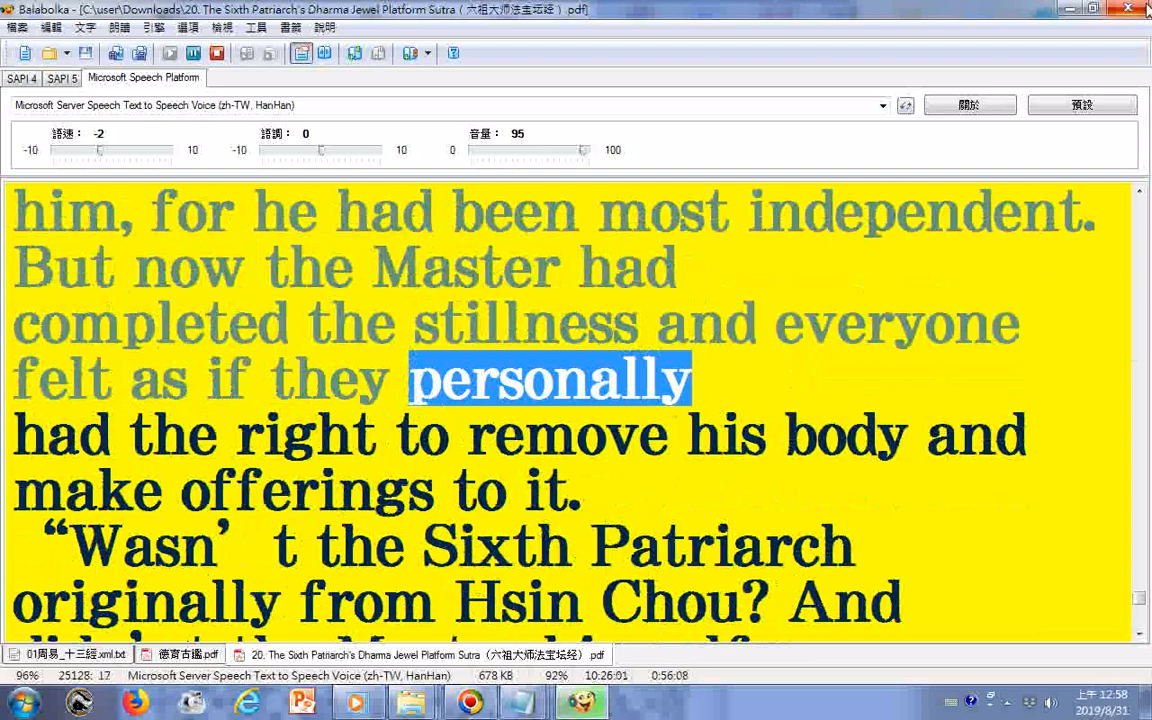 Balabolka - [C:\user\Downloads\20. The Sixth Patriarch's Dharma Jewel Platform Sutra（六祖大师法宝坛经）.pdf]
檔案 編輯 文字 朗讀 引擎 選項 檢視 工具 書籤 說明
SAPI 4 SAPI 5 Microsoft Speech Platform
Microsoft Server Speech Text to Speech Voice (zh-TW, HanHan) 關於 預設
語速： -2 語調： 0 音量： 95
-10 10 -10 10 0 100
him, for he had been most independent.
But now the Master had
completed the stillness and everyone
felt as if they personally
had the right to remove his body and
make offerings to it.
“Wasn’t the Sixth Patriarch
originally from Hsin Chou? And
01周易_十三經.xml.txt 德育古鑑.pdf 20. The Sixth Patriarch's Dharma Jewel Platform Sutra（六祖大师法宝坛经）.pdf
96% 25128: 17 Microsoft Server Speech Text to Speech Voice (zh-TW, HanHan) 678 KB 92% 10:26:01 0:56:08
上午 12:58
2019/8/31